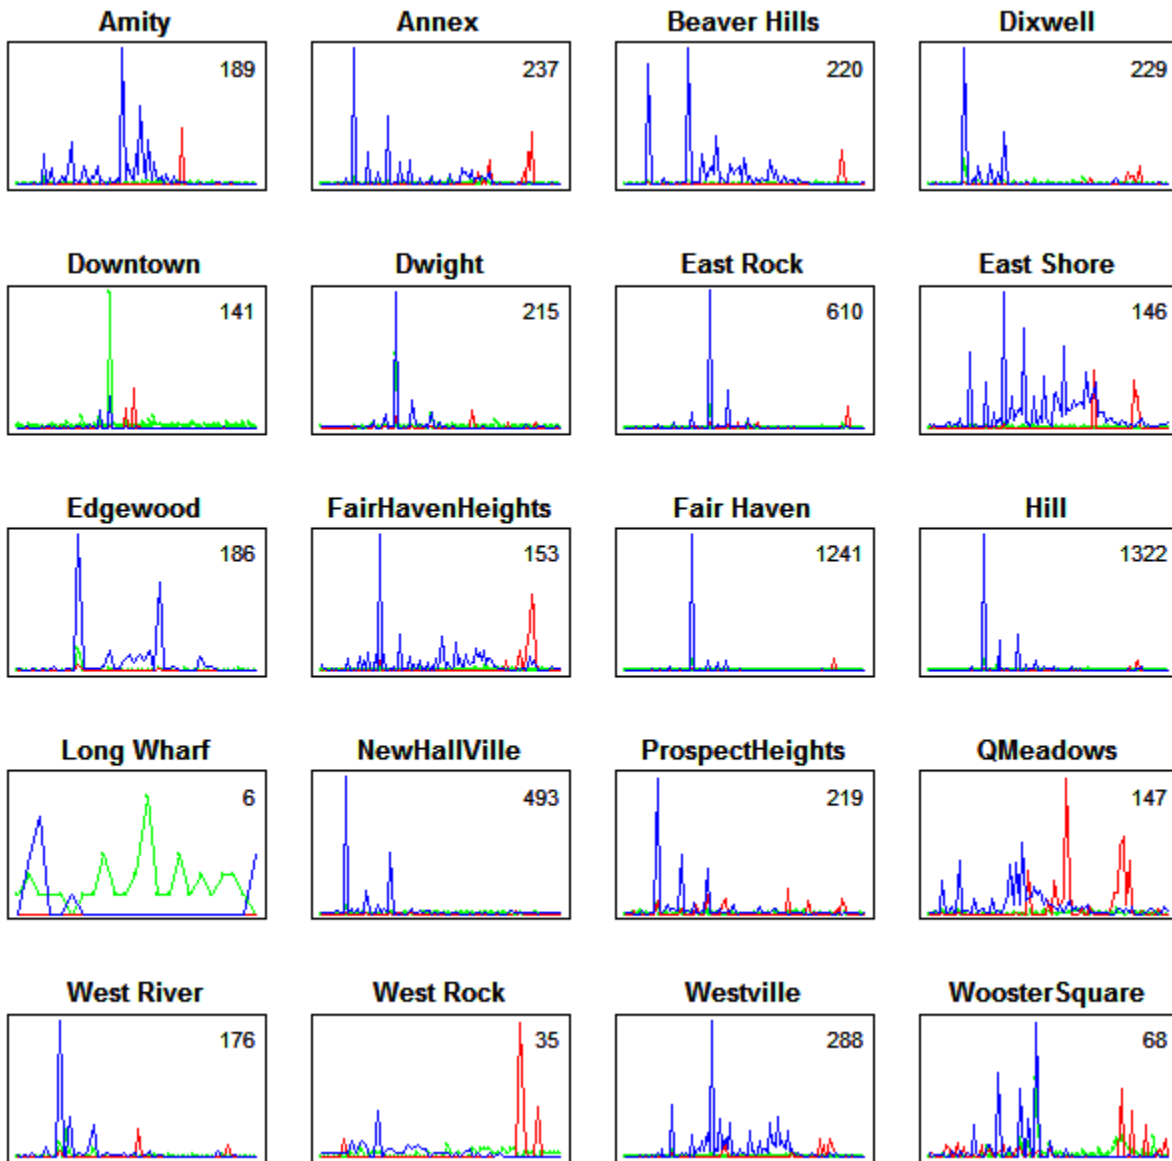 Amity Annex Beaver Hills Dixwell
189 237 220 229
Downtown Dwight East Rock East Shore
141 215 610 146
Edgewood FairHavenHeights Fair Haven Hill
186 153 1241 1322
Long Wharf NewHallVille ProspectHeights QMeadows
6 493 219 147
West River West Rock Westville WoosterSquare
176 35 288 68